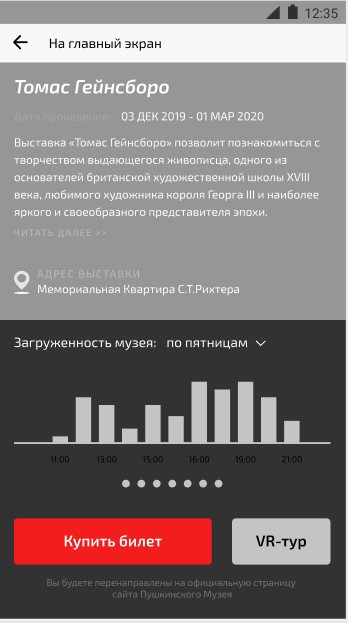 12:35
На главный экран
Томас Гейнсборо
Дата проведения: 03 ДЕК 2019 - 01 МАР 2020
Выставка «Томас Гейнсборо» позволит познакомиться с
творчеством выдающегося живописца, одного из
основателей британской художественной школы XVIII
века, любимого художника короля Георга III и наиболее
яркого и своеобразного представителя эпохи.
ЧИТАТЬ ДАЛЕЕ >>
АДРЕС ВЫСТАВКИ
Мемориальная Квартира С.Т.Рихтера
Загруженность музея: по пятницам
11:00 13:00 15:00 16:00 19:00 21:00
Купить билет VR-тур
Вы будете перенаправлены на официальную страницу
сайта Пушкинского Музея